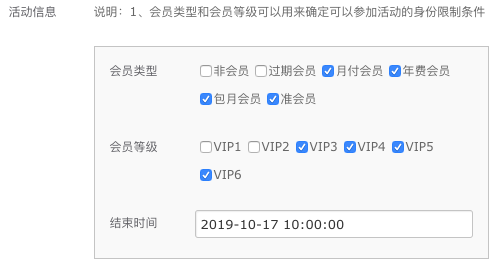 活动信息 说明：1、会员类型和会员等级可以用来确定可以参加活动的身份限制条件
会员类型 非会员 过期会员 月付会员 年费会员
包月会员 准会员
会员等级 VIP1 VIP2 VIP3 VIP4 VIP5
VIP6
结束时间 2019-10-17 10:00:00